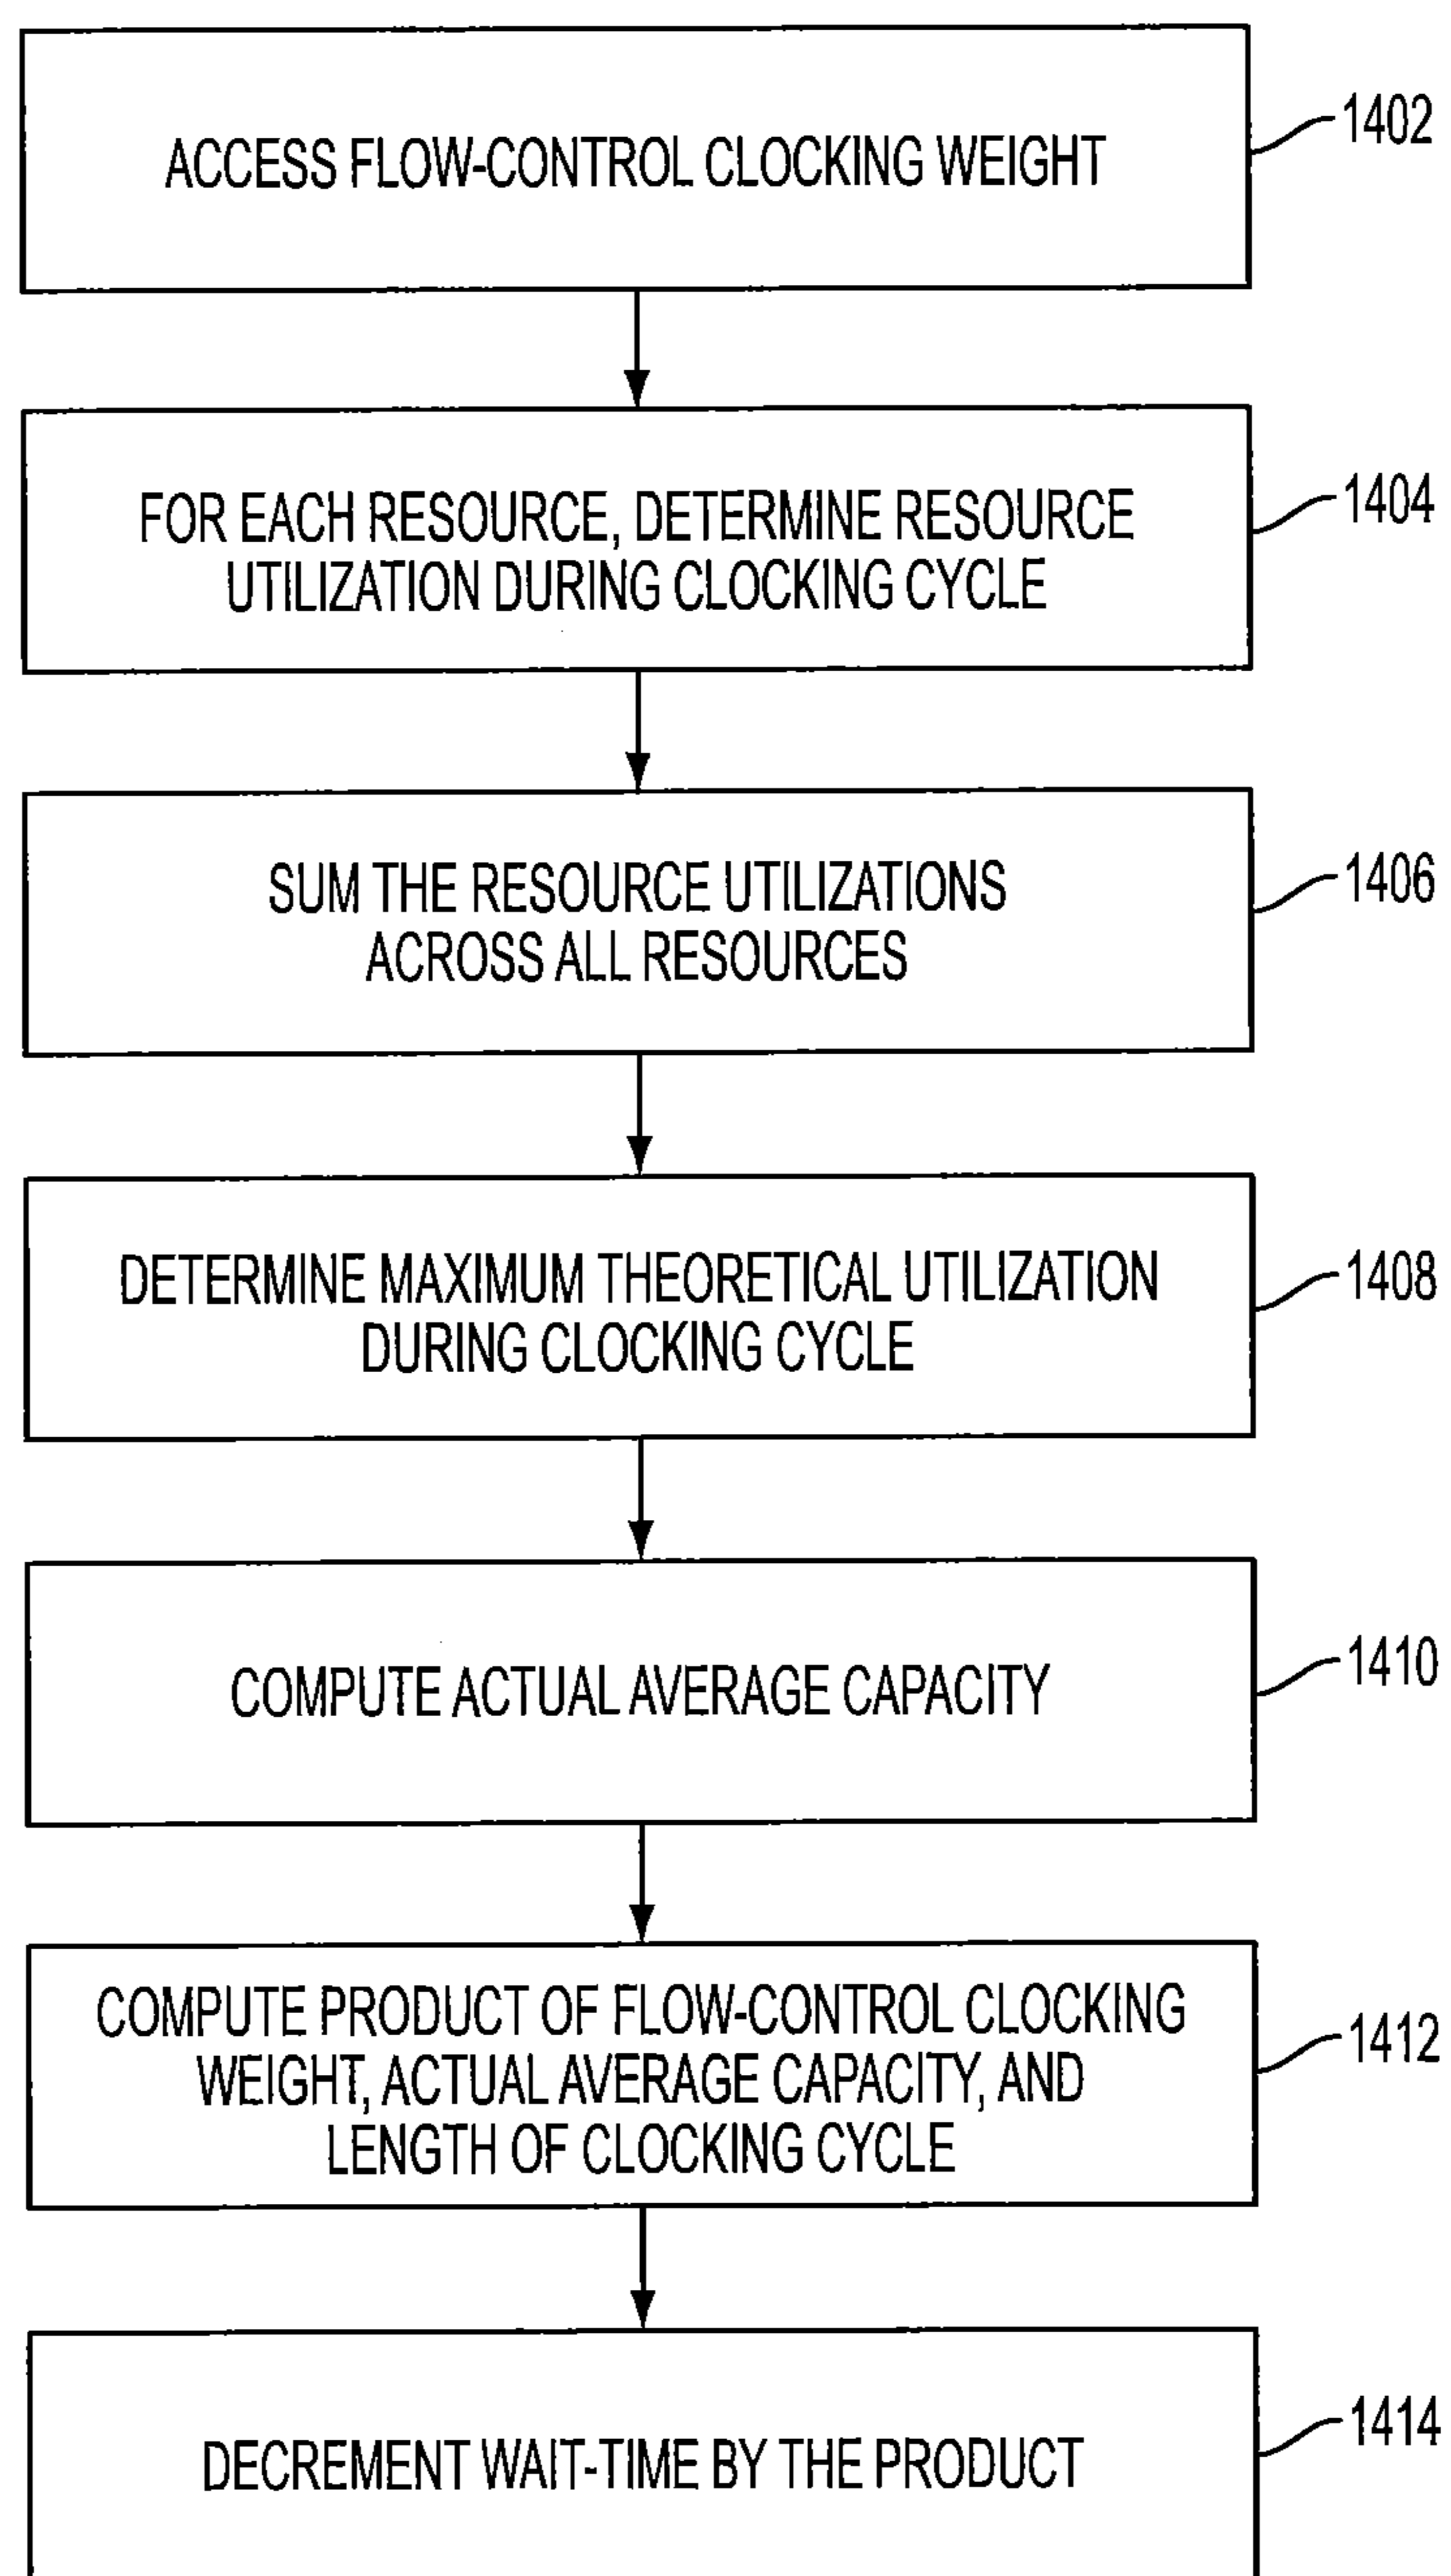 ACCESS FLOW-CONTROL CLOCKING WEIGHT
1402
FOR EACH RESOURCE, DETERMINE RESOURCE
UTILIZATION DURING CLOCKING CYCLE
1404
SUM THE RESOURCE UTILIZATIONS
ACROSS ALL RESOURCES
1406
DETERMINE MAXIMUM THEORETICAL UTILIZATION
DURING CLOCKING CYCLE
1408
COMPUTE ACTUAL AVERAGE CAPACITY
1410
COMPUTE PRODUCT OF FLOW-CONTROL CLOCKING
WEIGHT, ACTUAL AVERAGE CAPACITY, AND
LENGTH OF CLOCKING CYCLE
1412
DECREMENT WAIT-TIME BY THE PRODUCT
1414